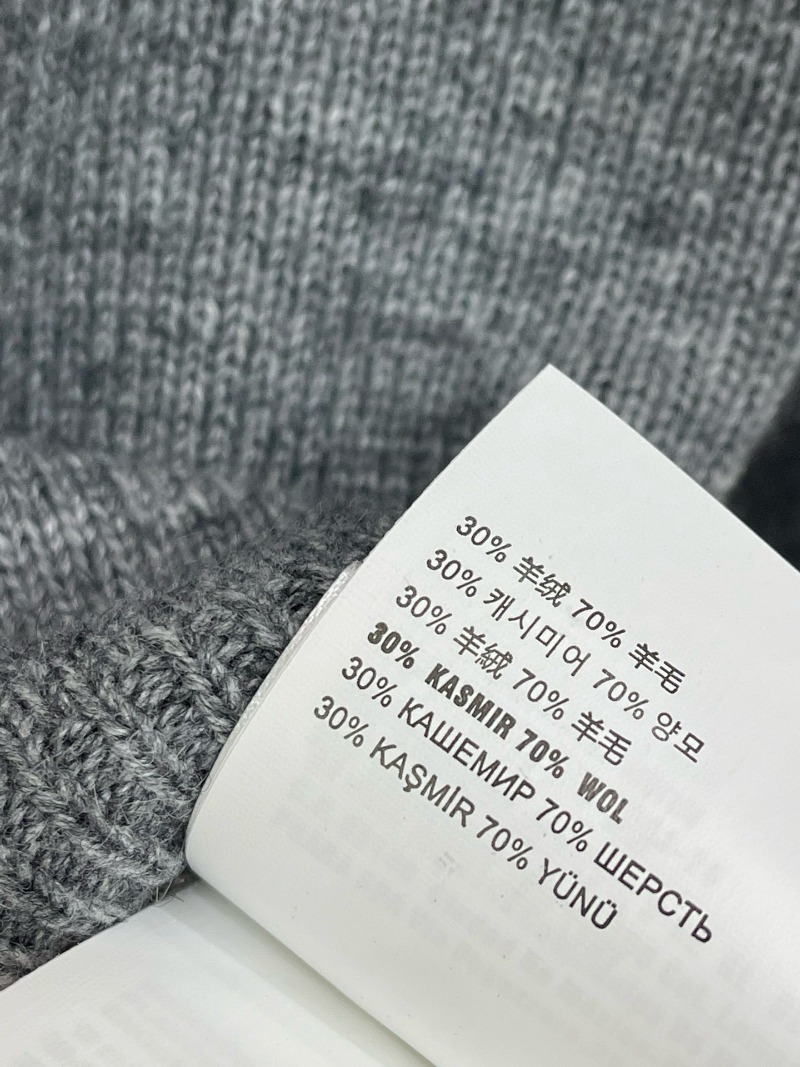 30% 羊绒 70% 羊毛
30% 캐시미어 70% 양모
30% 羊絨 70% 羊毛
30% KASMIR 70% WOL
30% КАШЕМИР 70% ШЕРСТЬ
30% KAŞMİR 70% YÜNÜ